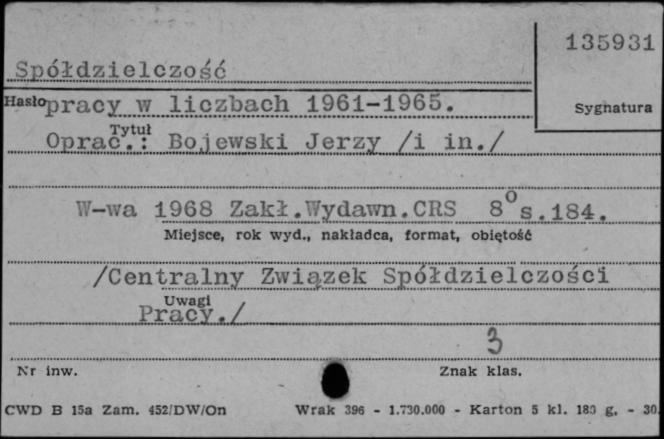 135931
Spółdzielczość
Hasło pracy w liczbach 1961-1965.
Sygnatura
Tytuł
Oprac.: Bojewski Jerzy /i in./
W-wa 1968 Zakł.Wydawn.CRS 8° s.184.
Miejsce, rok wyd., nakładca, format, objętość
/Centralny Związek Spółdzielczości
Uwagi
Pracy./
3
Nr inw.
Znak klas.
CWD B 15a Zam. 452/DW/On Wrak 396 - 1.730.000 - Karton 5 kl. 180 g. - 30.